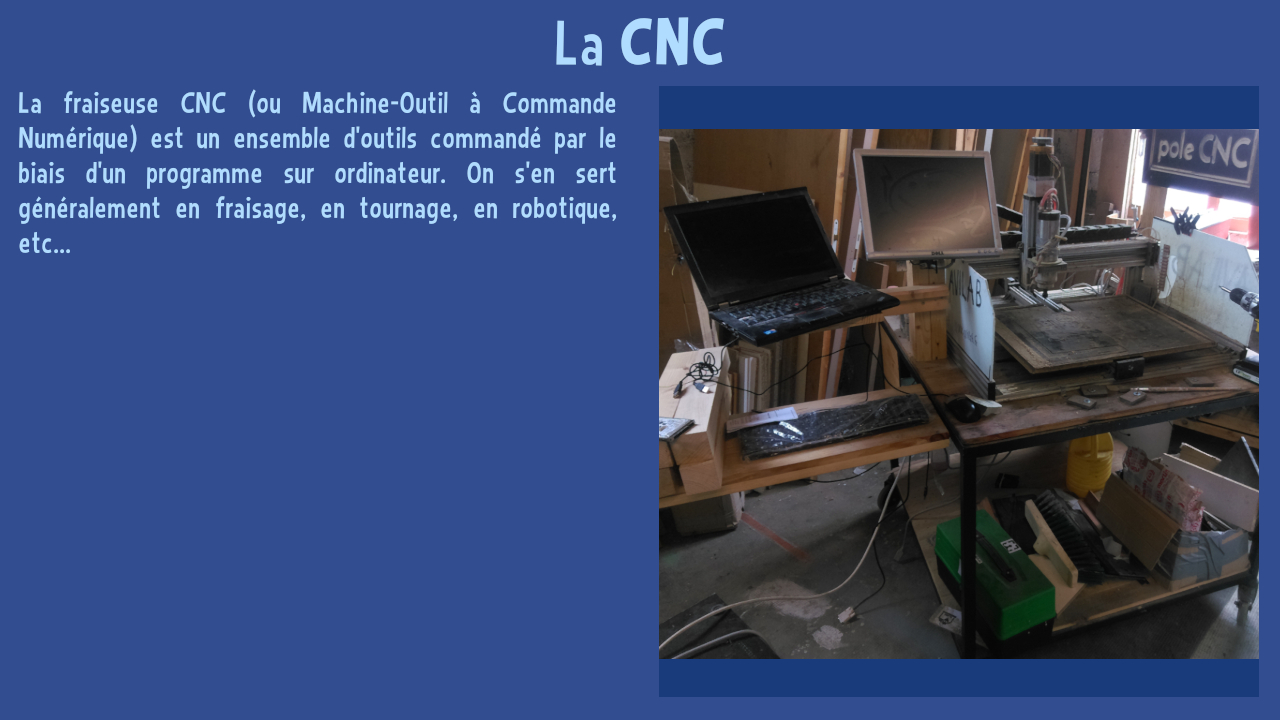 La CNC
La fraiseuse CNC (ou Machine-Outil à Commande
Numérique) est un ensemble d'outils commandé par le
biais d'un programme sur ordinateur. On s'en sert
généralement en fraisage, en tournage, en robotique,
etc...
pole CNC
DELL